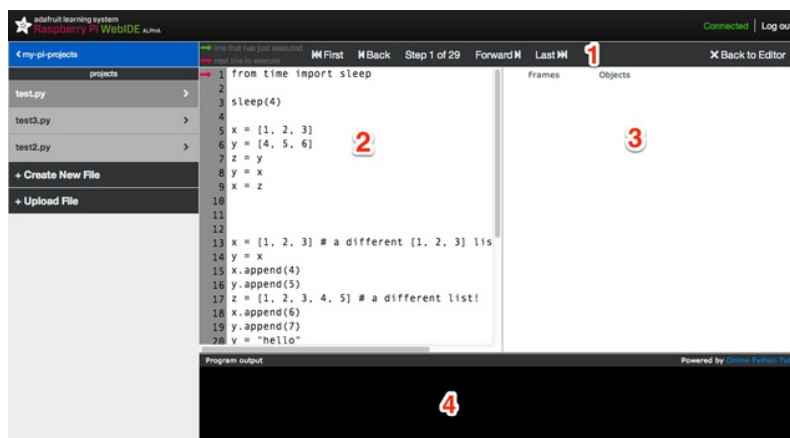 adafruit learning system
Raspberry Pi WebIDE ALPHA
Connected | Log ou
< my-pi-projects
line that has just executed
next line to execute
First Back Step 1 of 29 Forward Last
1
X Back to Editor
projects
test.py >
test3.py >
test2.py >
+ Create New File
+ Upload File
1 from time import sleep
2
3 sleep(4)
4
5 x = [1, 2, 3]
6 y = [4, 5, 6]
7 z = y
8 y = x
9 x = z
10
11
12
13 x = [1, 2, 3] # a different [1, 2, 3] lis
14 y = x
15 x.append(4)
16 y.append(5)
17 z = [1, 2, 3, 4, 5] # a different list!
18 x.append(6)
19 y.append(7)
20 y = "hello"
2
Frames Objects
3
Program output
Powered by Online Python Tu
4